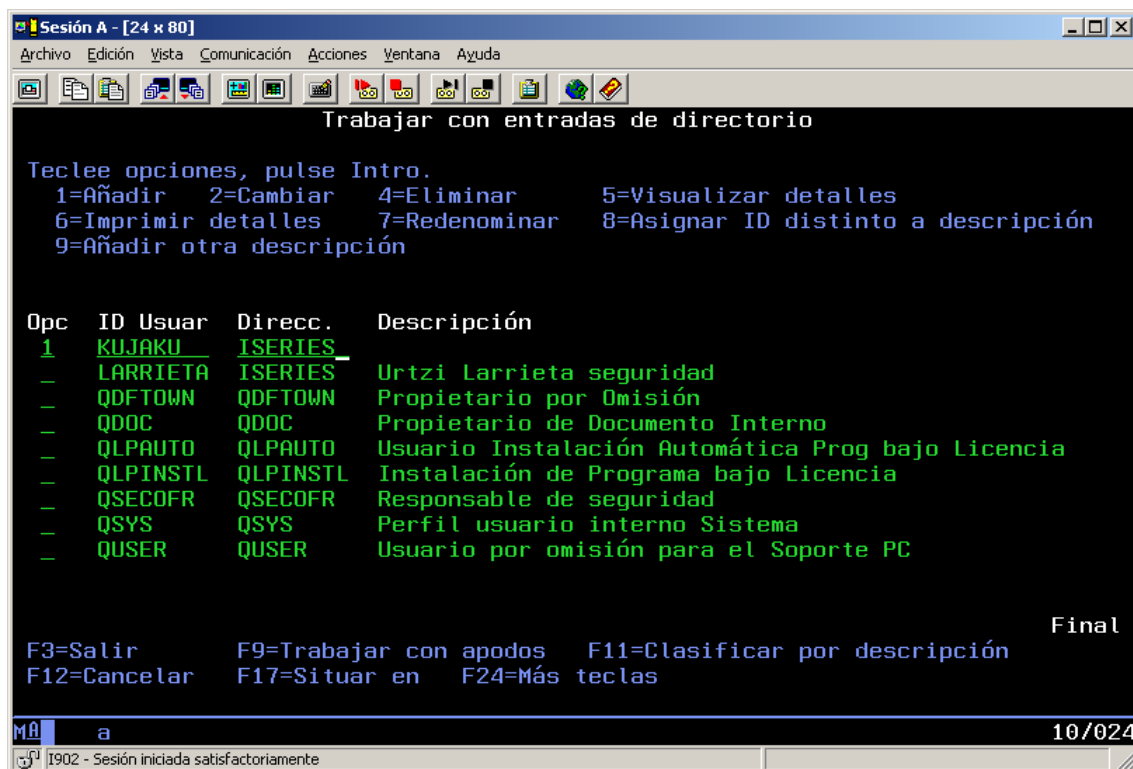 Sesión A - [24 x 80]
Archivo Edición Vista Comunicación Acciones Ventana Ayuda
Trabajar con entradas de directorio
Teclee opciones, pulse Intro.
1=Añadir 2=Cambiar 4=Eliminar 5=Visualizar detalles
6=Imprimir detalles 7=Redenominar 8=Asignar ID distinto a descripción
9=Añadir otra descripción
Opc ID Usuar Direcc. Descripción
1 KUJAKU ISERIES_
_ LARRIETA ISERIES Urtzi Larrieta seguridad
_ QDFTOWN QDFTOWN Propietario por Omisión
_ QDOC QDOC Propietario de Documento Interno
_ QLPAUTO QLPAUTO Usuario Instalación Automática Prog bajo Licencia
_ QLPINSTL QLPINSTL Instalación de Programa bajo Licencia
_ QSECOFR QSECOFR Responsable de seguridad
_ QSYS QSYS Perfil usuario interno Sistema
_ QUSER QUSER Usuario por omisión para el Soporte PC
Final
F3=Salir F9=Trabajar con apodos F11=Clasificar por descripción
F12=Cancelar F17=Situar en F24=Más teclas
MA a 10/024
I902 - Sesión iniciada satisfactoriamente